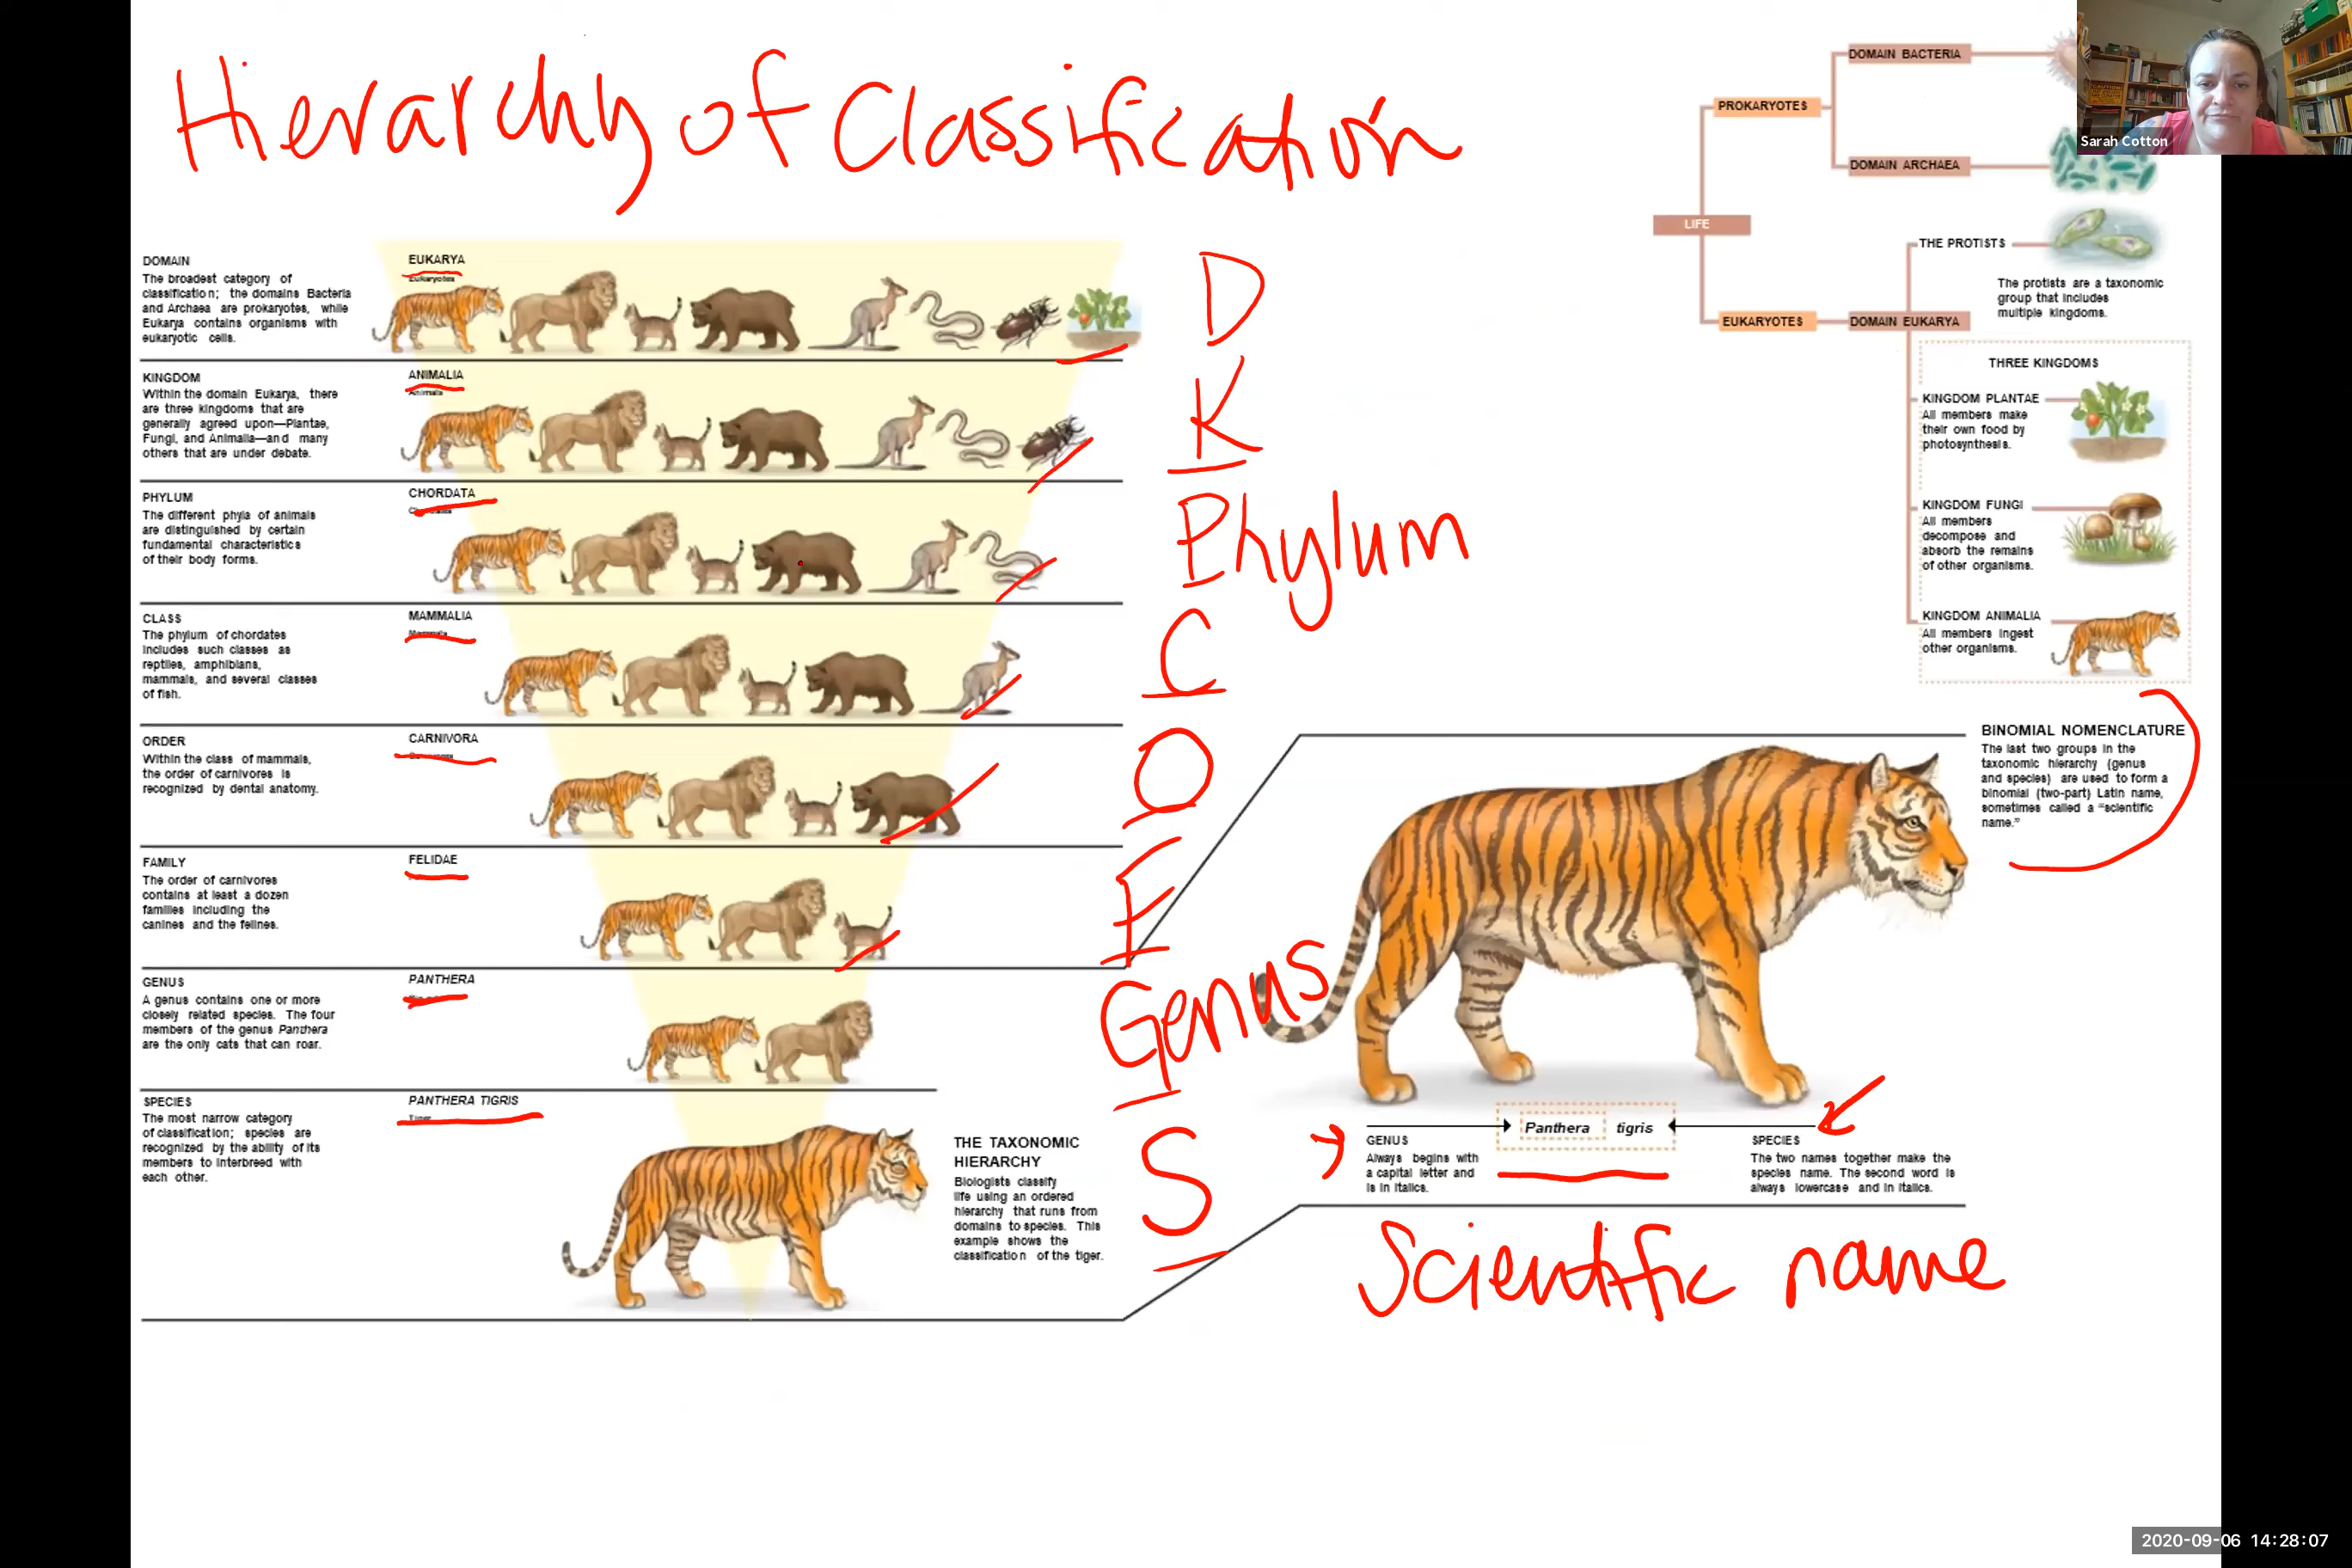 Hierarchy of Classification
DOMAIN
The broadest category of
classification; the domains Bacteria
and Archaea are prokaryotes, while
Eukarya contains organisms with
eukaryotic cells.
EUKARYA
Eukaryotes
D
KINGDOM
Within the domain Eukarya, there
are three kingdoms that are
generally agreed upon—Plantae,
Fungi, and Animalia—and many
others that are under debate.
ANIMALIA
Animals
K
PHYLUM
The different phyla of animals
are distinguished by certain
fundamental characteristics
of their body forms.
CHORDATA
Phylum
CLASS
The phylum of chordates
includes such classes as
reptiles, amphibians,
mammals, and several classes
of fish.
MAMMALIA
C
ORDER
Within the class of mammals,
the order of carnivores is
recognized by dental anatomy.
CARNIVORA
O
FAMILY
The order of carnivores
contains at least a dozen
families including the
canines and the felines.
FELIDAE
F
GENUS
A genus contains one or more
closely related species. The four
members of the genus Panthera
are the only cats that can roar.
PANTHERA
Genus
SPECIES
The most narrow category
of classification; species are
recognized by the ability of its
members to interbreed with
each other.
PANTHERA TIGRIS
Tiger
S
THE TAXONOMIC
HIERARCHY
Biologists classify
life using an ordered
hierarchy that runs from
domains to species. This
example shows the
classification of the tiger.
LIFE
PROKARYOTES
DOMAIN BACTERIA
DOMAIN ARCHAEA
EUKARYOTES
DOMAIN EUKARYA
THE PROTISTS
The protists are a taxonomic
group that includes
multiple kingdoms.
THREE KINGDOMS
KINGDOM PLANTAE
All members make
their own food by
photosynthesis.
KINGDOM FUNGI
All members
decompose and
absorb the remains
of other organisms.
KINGDOM ANIMALIA
All members ingest
other organisms.
BINOMIAL NOMENCLATURE
The last two groups in the
taxonomic hierarchy (genus
and species) are used to form a
binomial (two-part) Latin name,
sometimes called a "scientific
name."
Panthera tigris
GENUS
Always begins with
a capital letter and
is in italics.
SPECIES
The two names together make the
species name. The second word is
always lowercase and in italics.
Scientific name
Sarah Cotton
2020-09-06 14:28:07